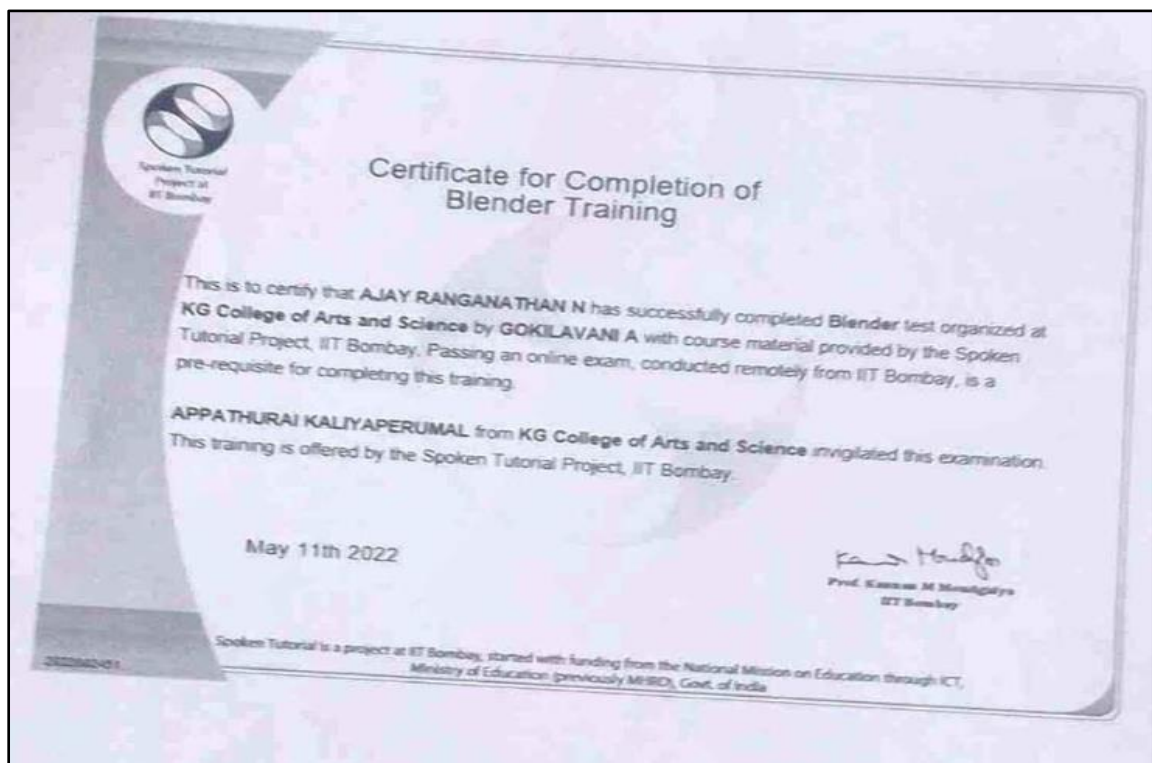 Spoken Tutorial
Project at
IIT Bombay
Certificate for Completion of
Blender Training
This is to certify that AJAY RANGANATHAN N has successfully completed Blender test organized at
KG College of Arts and Science by GOKILAVANI A with course material provided by the Spoken
Tutorial Project, IIT Bombay. Passing an online exam, conducted remotely from IIT Bombay, is a
pre-requisite for completing this training.
APPATHURAI KALIYAPERUMAL from KG College of Arts and Science invigilated this examination.
This training is offered by the Spoken Tutorial Project, IIT Bombay.
May 11th 2022
Prof. Kannan M Moudgalya
IIT Bombay
Spoken Tutorial is a project at IIT Bombay, started with funding from the National Mission on Education through ICT,
Ministry of Education (previously MHRD), Govt. of India